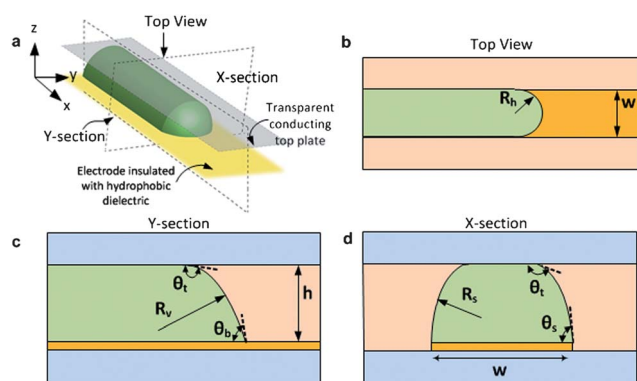 a
z
y
x
Top View
X-section
Y-section
Transparent
conducting
top plate
Electrode insulated
with hydrophobic
dielectric
b
Top View
Rh
w
c
Y-section
θt
Rv
θb
h
d
X-section
θt
Rs
θs
w